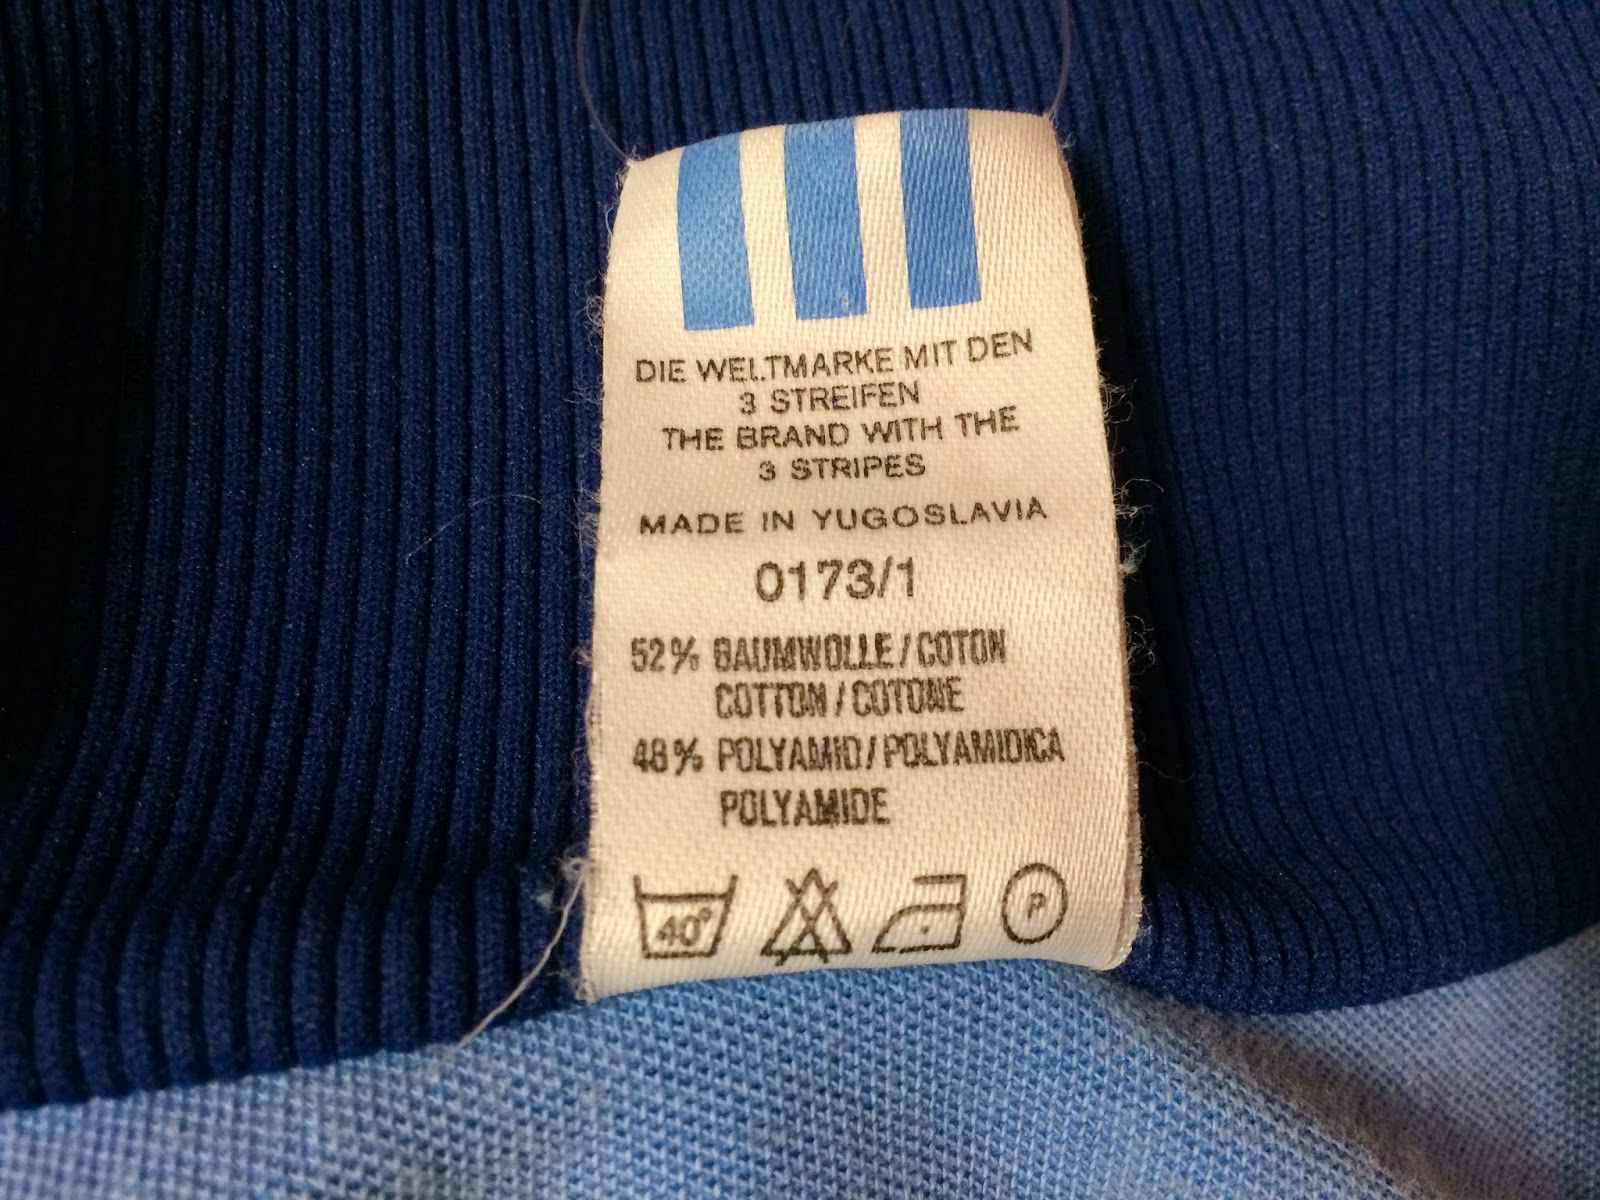 DIE WELTMARKE MIT DEN
3 STREIFEN
THE BRAND WITH THE
3 STRIPES
MADE IN YUGOSLAVIA
0173/1
52% BAUMWOLLE/COTON
COTTON/COTONE
48% POLYAMID/POLYAMIDICA
POLYAMIDE
40° P